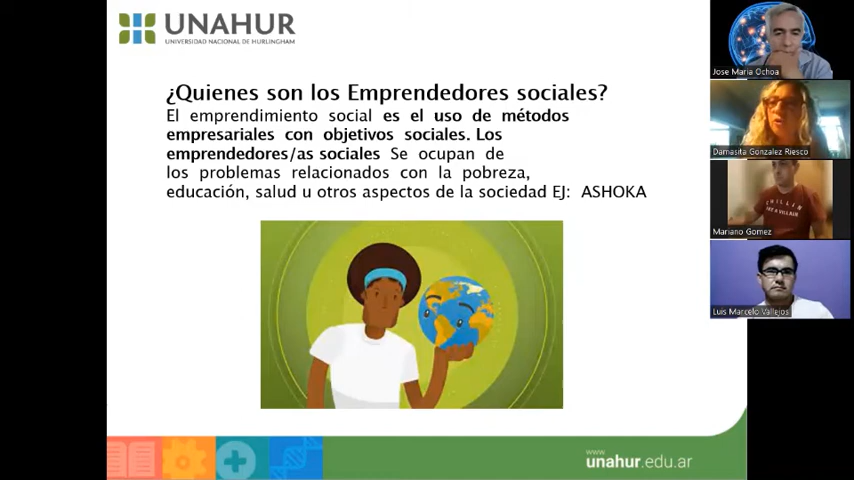 UNAHUR
UNIVERSIDAD NACIONAL DE HURLINGHAM
¿Quienes son los Emprendedores sociales?
El emprendimiento social es el uso de métodos
empresariales con objetivos sociales. Los
emprendedores/as sociales Se ocupan de
los problemas relacionados con la pobreza,
educación, salud u otros aspectos de la sociedad EJ: ASHOKA
www
unahur.edu.ar
Jose Maria Ochoa
Damasita Gonzalez Riesco
CHILLIN
LIKE A VILLAIN
Mariano Gomez
Luis Marcelo Vallejos